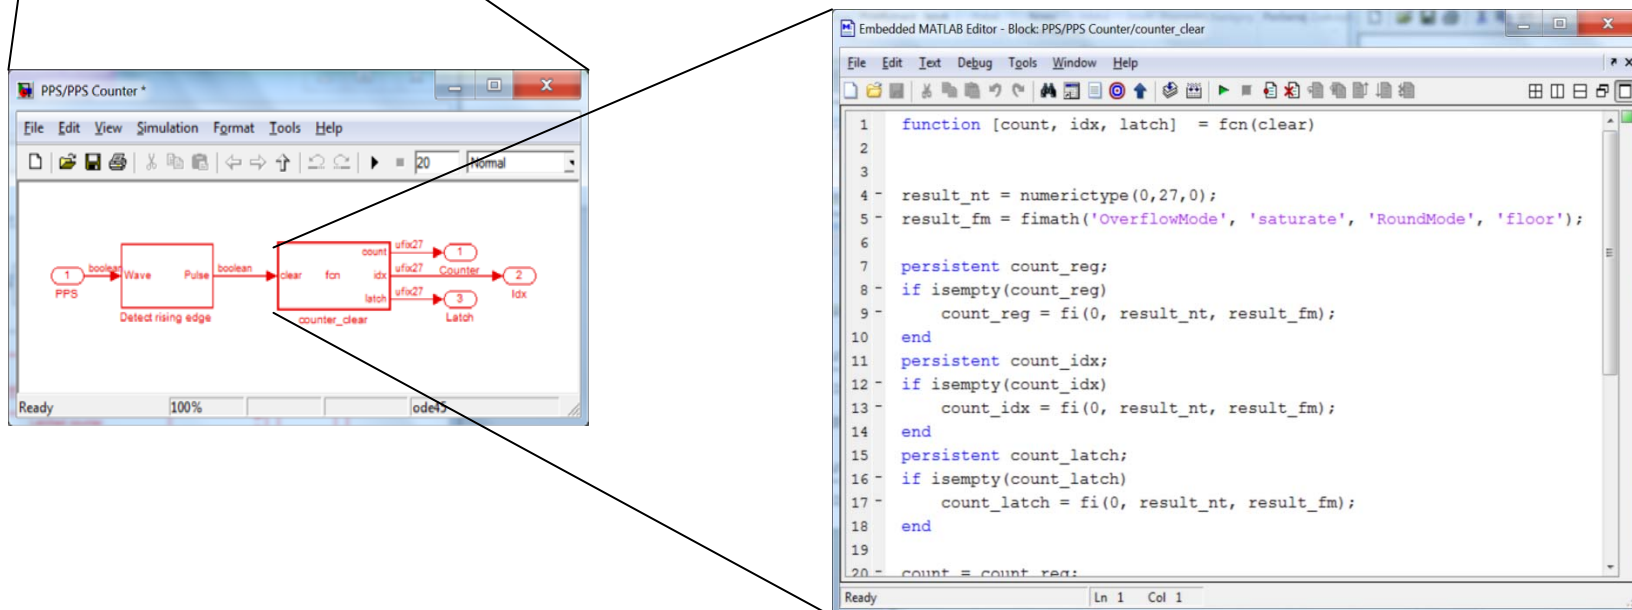 PPS/PPS Counter *
File Edit View Simulation Format Tools Help
20 Normal
1 boolean Wave Pulse boolean clear fcn count ufix27 1
idx ufix27 Counter 2
latch ufix27 3
PPS Detect rising edge counter_clear Latch Idx
Ready 100% ode45
Embedded MATLAB Editor - Block: PPS/PPS Counter/counter_clear
File Edit Text Debug Tools Window Help
1 function [count, idx, latch] = fcn(clear)
2
3
4 - result_nt = numerictype(0,27,0);
5 - result_fm = fimath('OverflowMode', 'saturate', 'RoundMode', 'floor');
6
7 persistent count_reg;
8 - if isempty(count_reg)
9 - count_reg = fi(0, result_nt, result_fm);
10 end
11 persistent count_idx;
12 - if isempty(count_idx)
13 - count_idx = fi(0, result_nt, result_fm);
14 end
15 persistent count_latch;
16 - if isempty(count_latch)
17 - count_latch = fi(0, result_nt, result_fm);
18 end
19
20 - count = count_reg;
Ready Ln 1 Col 1